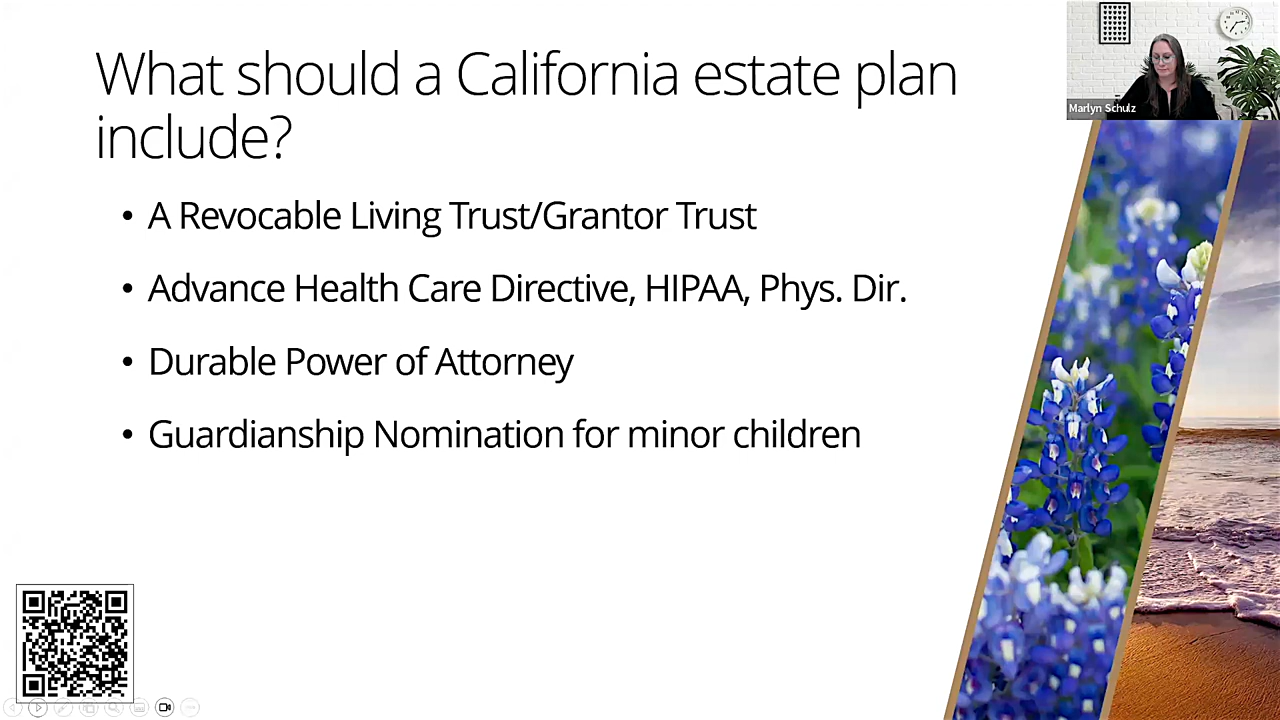 What should a California estate plan
include?
• A Revocable Living Trust/Grantor Trust
• Advance Health Care Directive, HIPAA, Phys. Dir.
• Durable Power of Attorney
• Guardianship Nomination for minor children
Marlyn Schulz